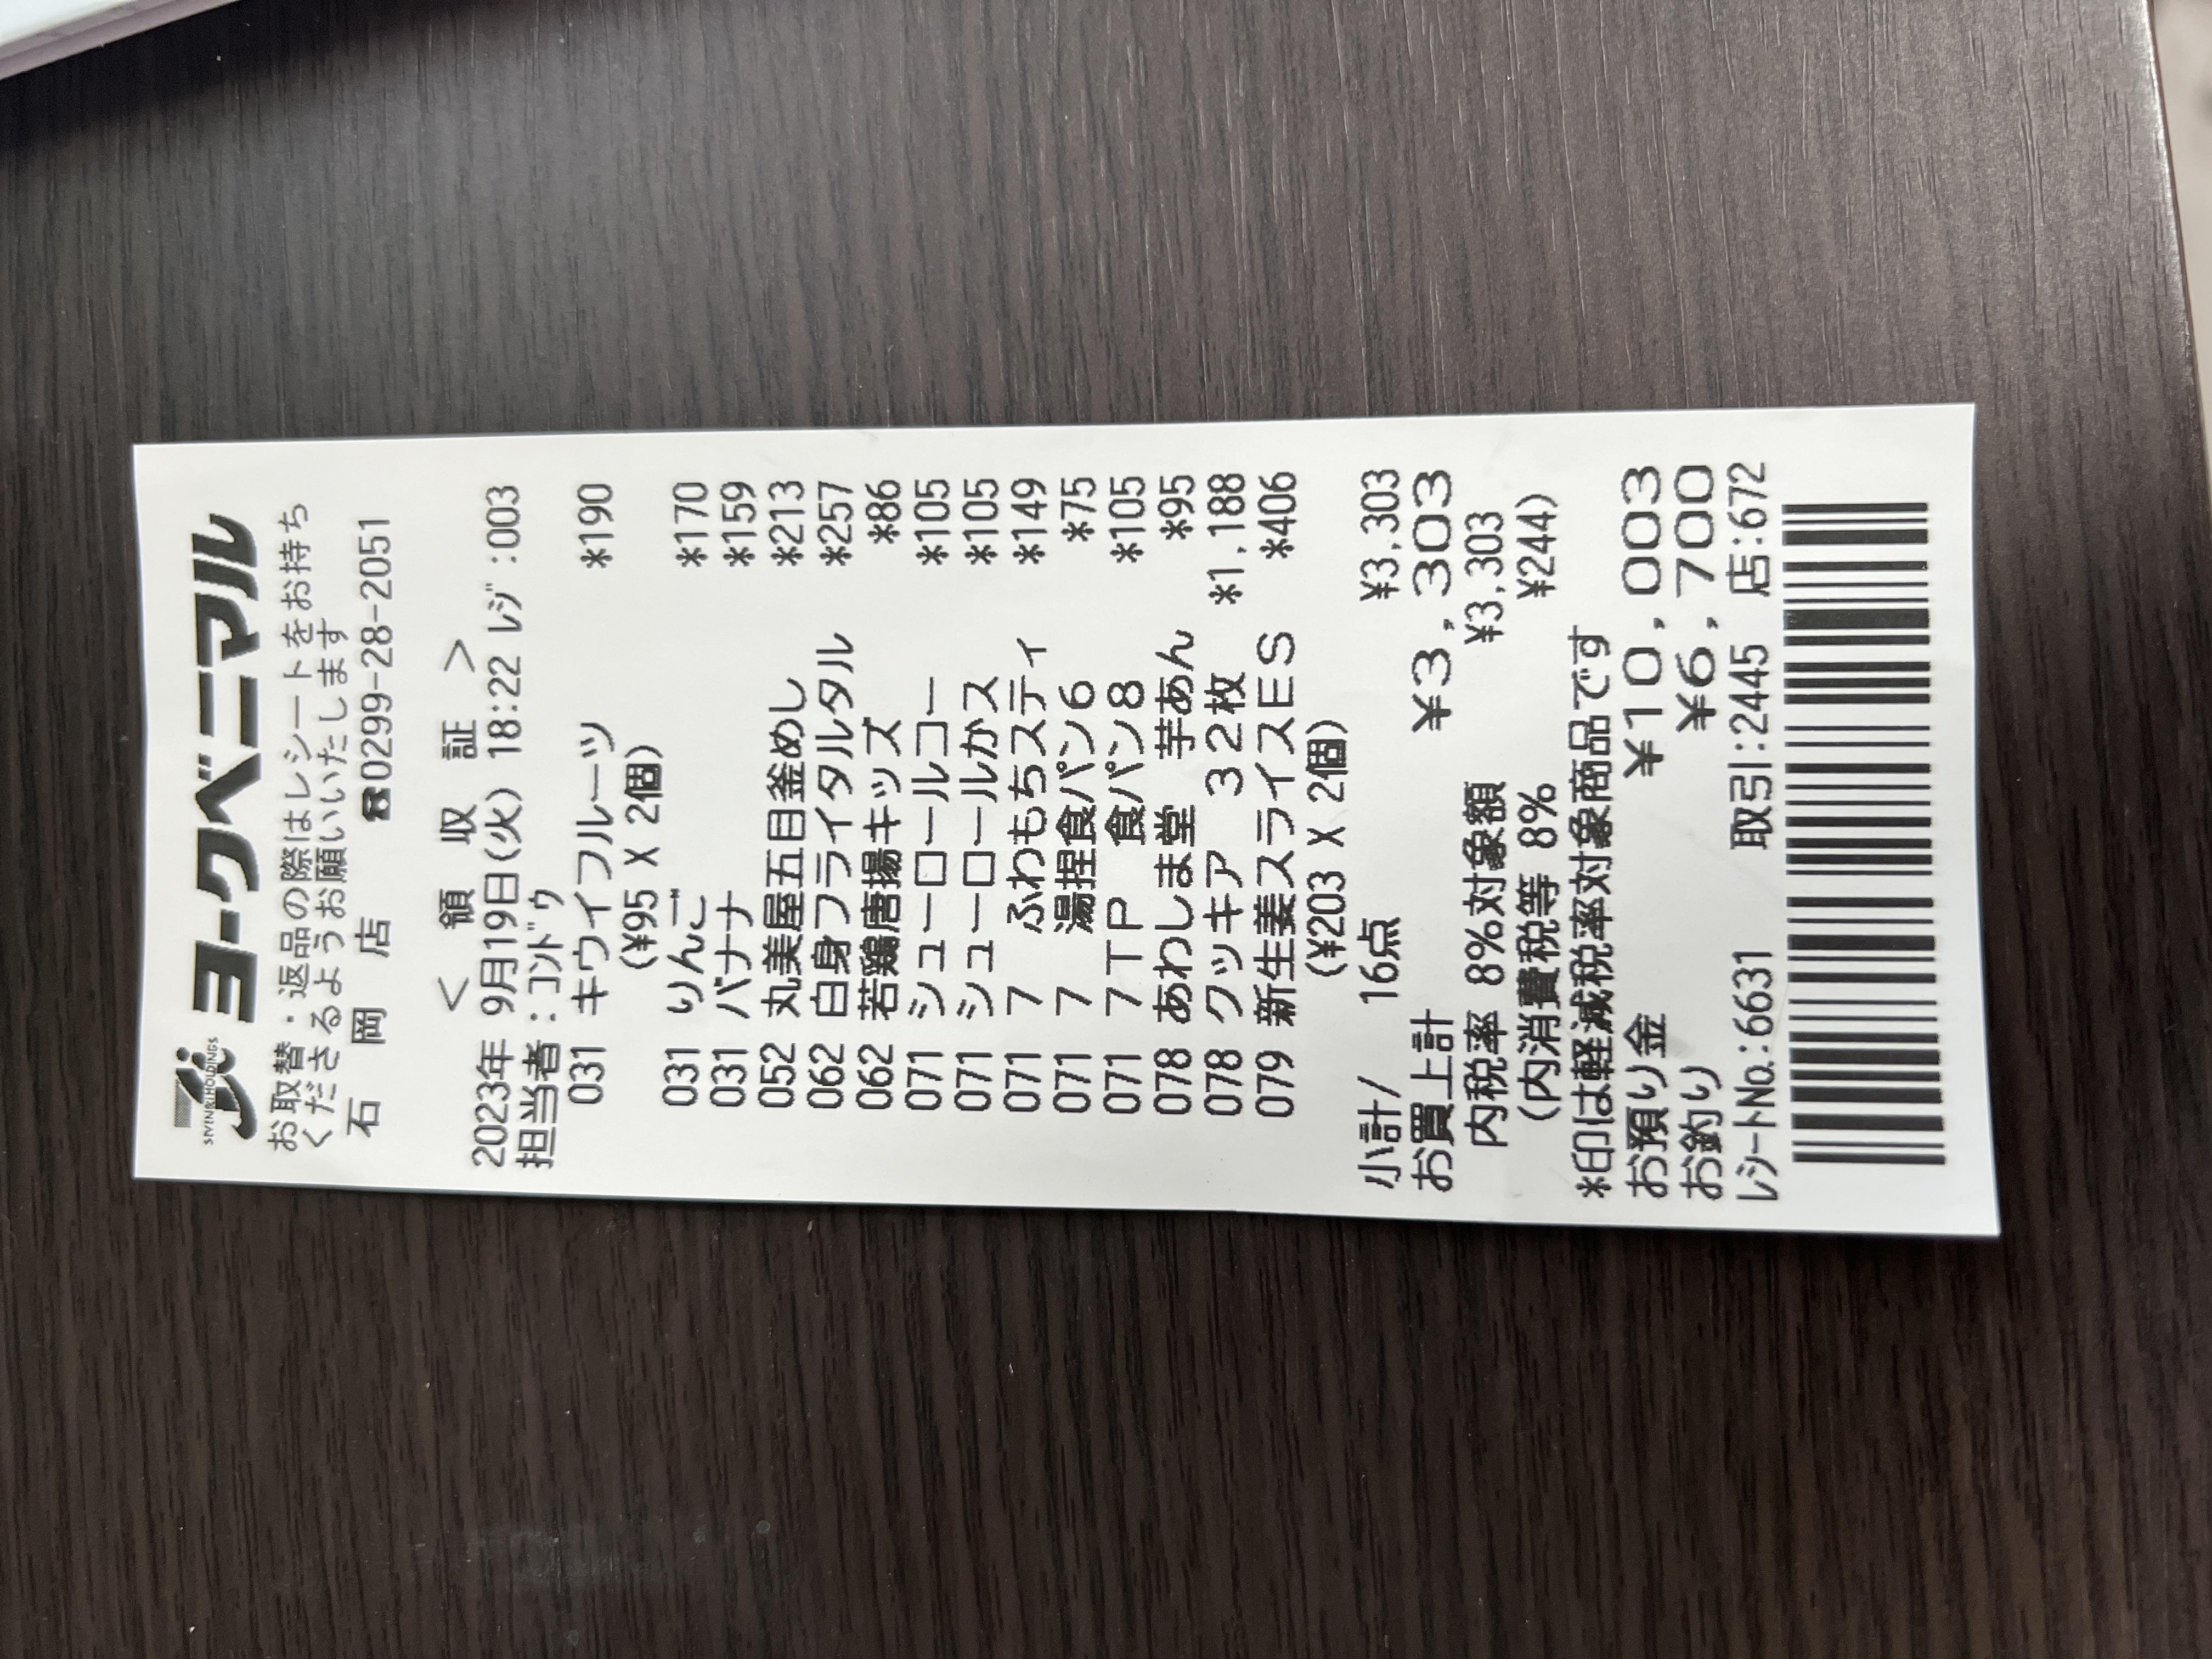 SEVEN&i HOLDINGS
ヨークベニマル
お取替・返品の際はレシートをお持ち
くださるようお願いいたします
石 岡 店 ☎0299-28-2051
< 領 収 証 >
2023年 9月19日(火) 18:22 ﾚｼﾞ:003
担当者:ｺﾝﾄﾞｳ
031 キウイフルーツ *190
(¥95 X 2個)
031 りんご *170
031 バナナ *159
052 丸美屋五目釜めし *213
062 白身フライタルタル *257
062 若鶏唐揚キッズ *86
071 シューロールコー *105
071 シューロールカス *105
071 7 ふわもちスティ *149
071 7 湯捏食パン6 *75
071 7TP 食パン8 *105
078 あわしま堂 芋あん *95
078 クッキア 32枚 *1,188
079 新生姜スライスES *406
(¥203 X 2個)
小計/ 16点 ¥3,303
お買上計 ¥3,303
内税率 8%対象額 ¥3,303
(内消費税等 8% ¥244)
*印は軽減税率対象商品です
お預り金 ¥10,003
お釣り ¥6,700
ﾚｼｰﾄNo.:6631 取引:2445 店:672